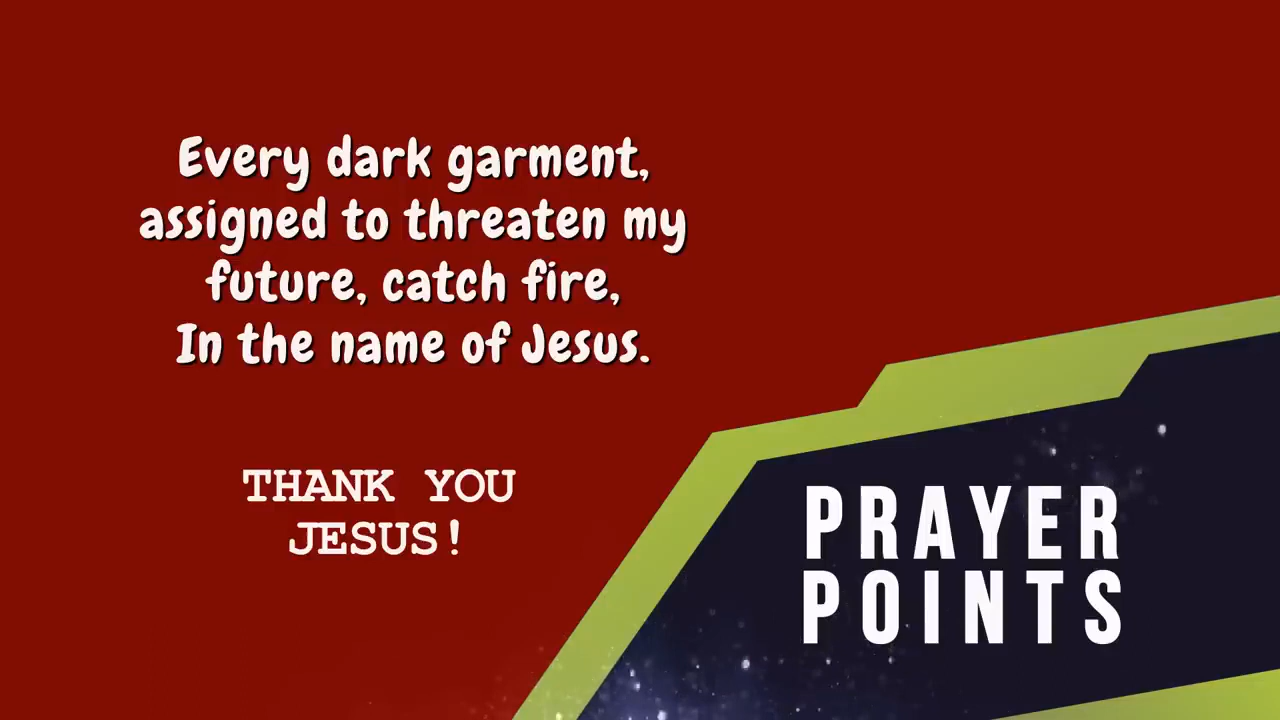 Every dark garment,
assigned to threaten my
future, catch fire,
In the name of Jesus.
THANK YOU
JESUS!
PRAYER
POINTS